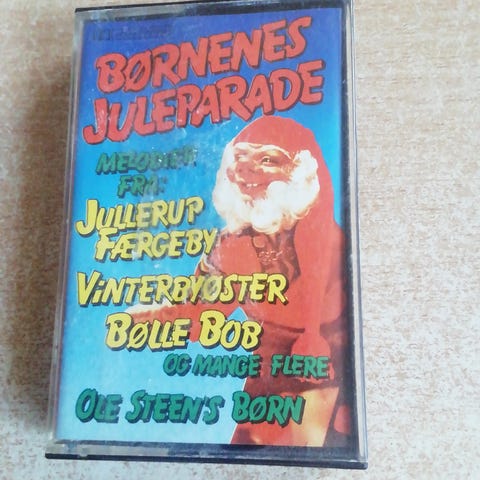 BØRNENES
JULEPARADE
MELODIER
FRA:
JULLERUP
FÆRGEBY
VINTERBYØSTER
BØLLE BOB
OG MANGE FLERE
OLE STEEN'S BØRN